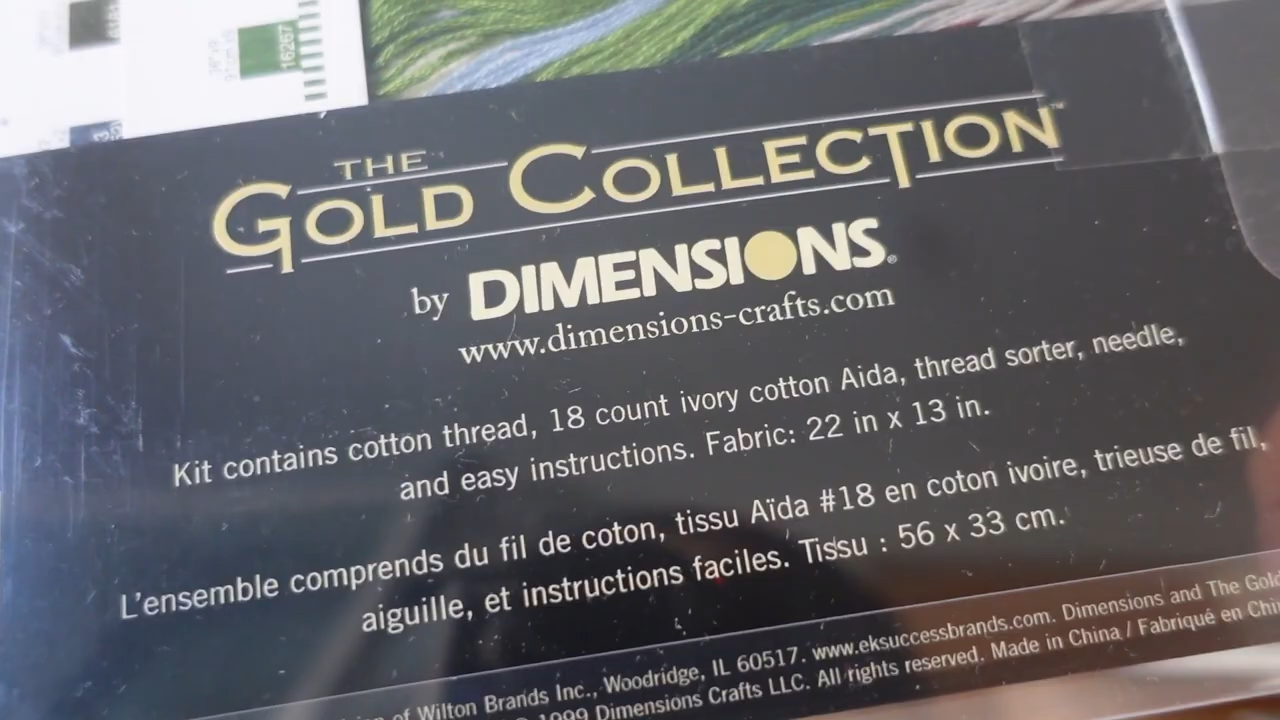 16267
THE
GOLD COLLECTION™
by DIMENSIONS®
www.dimensions-crafts.com
Kit contains cotton thread, 18 count ivory cotton Aida, thread sorter, needle,
and easy instructions. Fabric: 22 in x 13 in.
L'ensemble comprends du fil de coton, tissu Aïda #18 en coton ivoire, trieuse de fil,
aiguille, et instructions faciles. Tissu : 56 x 33 cm.
of Wilton Brands Inc., Woodridge, IL 60517. www.eksuccessbrands.com. Dimensions and The Gold
1999 Dimensions Crafts LLC. All rights reserved. Made in China / Fabriqué en